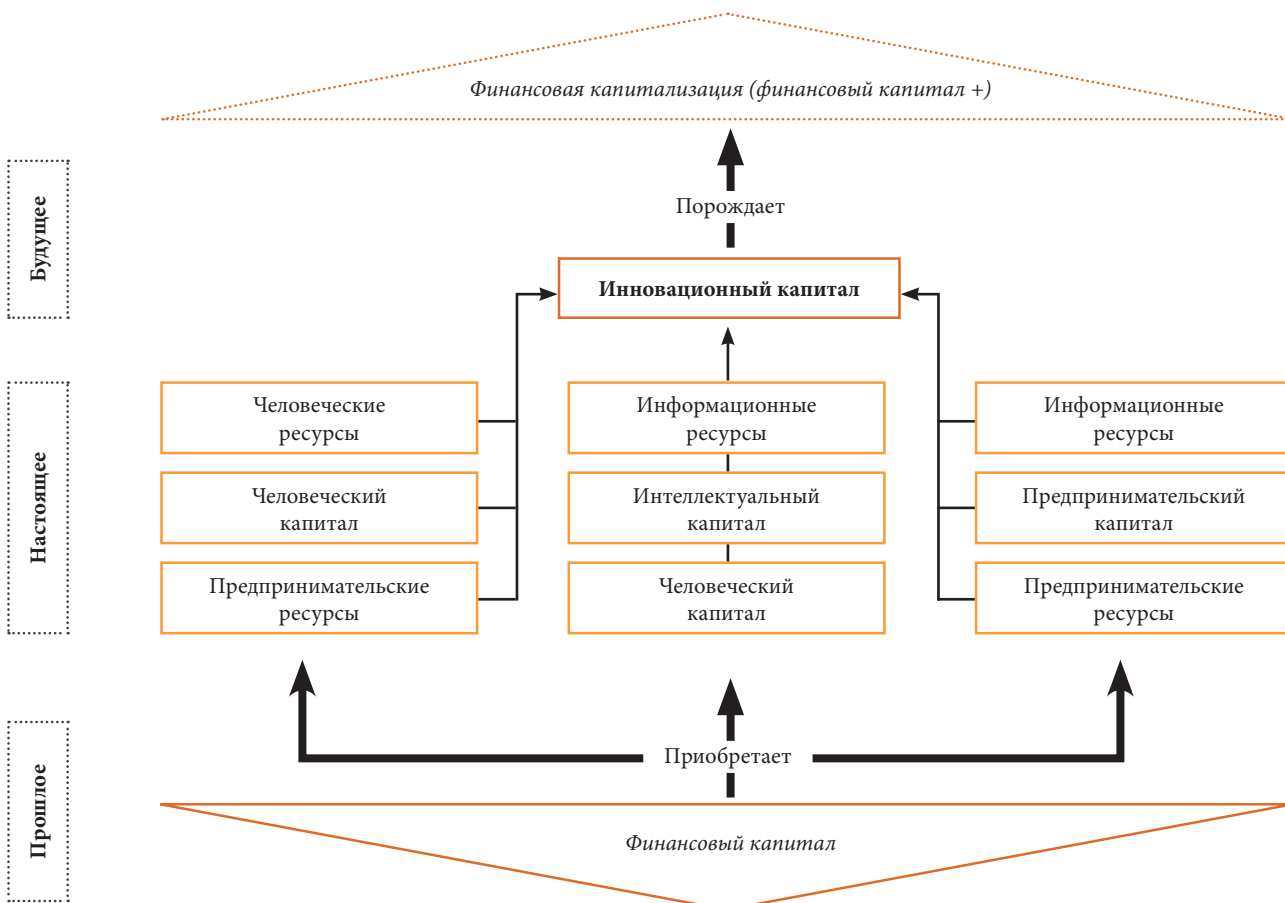 Финансовая капитализация (финансовый капитал +)
Будущее
Порождает
Инновационный капитал
Настоящее
Человеческие
ресурсы
Информационные
ресурсы
Информационные
ресурсы
Человеческий
капитал
Интеллектуальный
капитал
Предпринимательский
капитал
Предпринимательские
ресурсы
Человеческий
капитал
Предпринимательские
ресурсы
Прошлое
Приобретает
Финансовый капитал